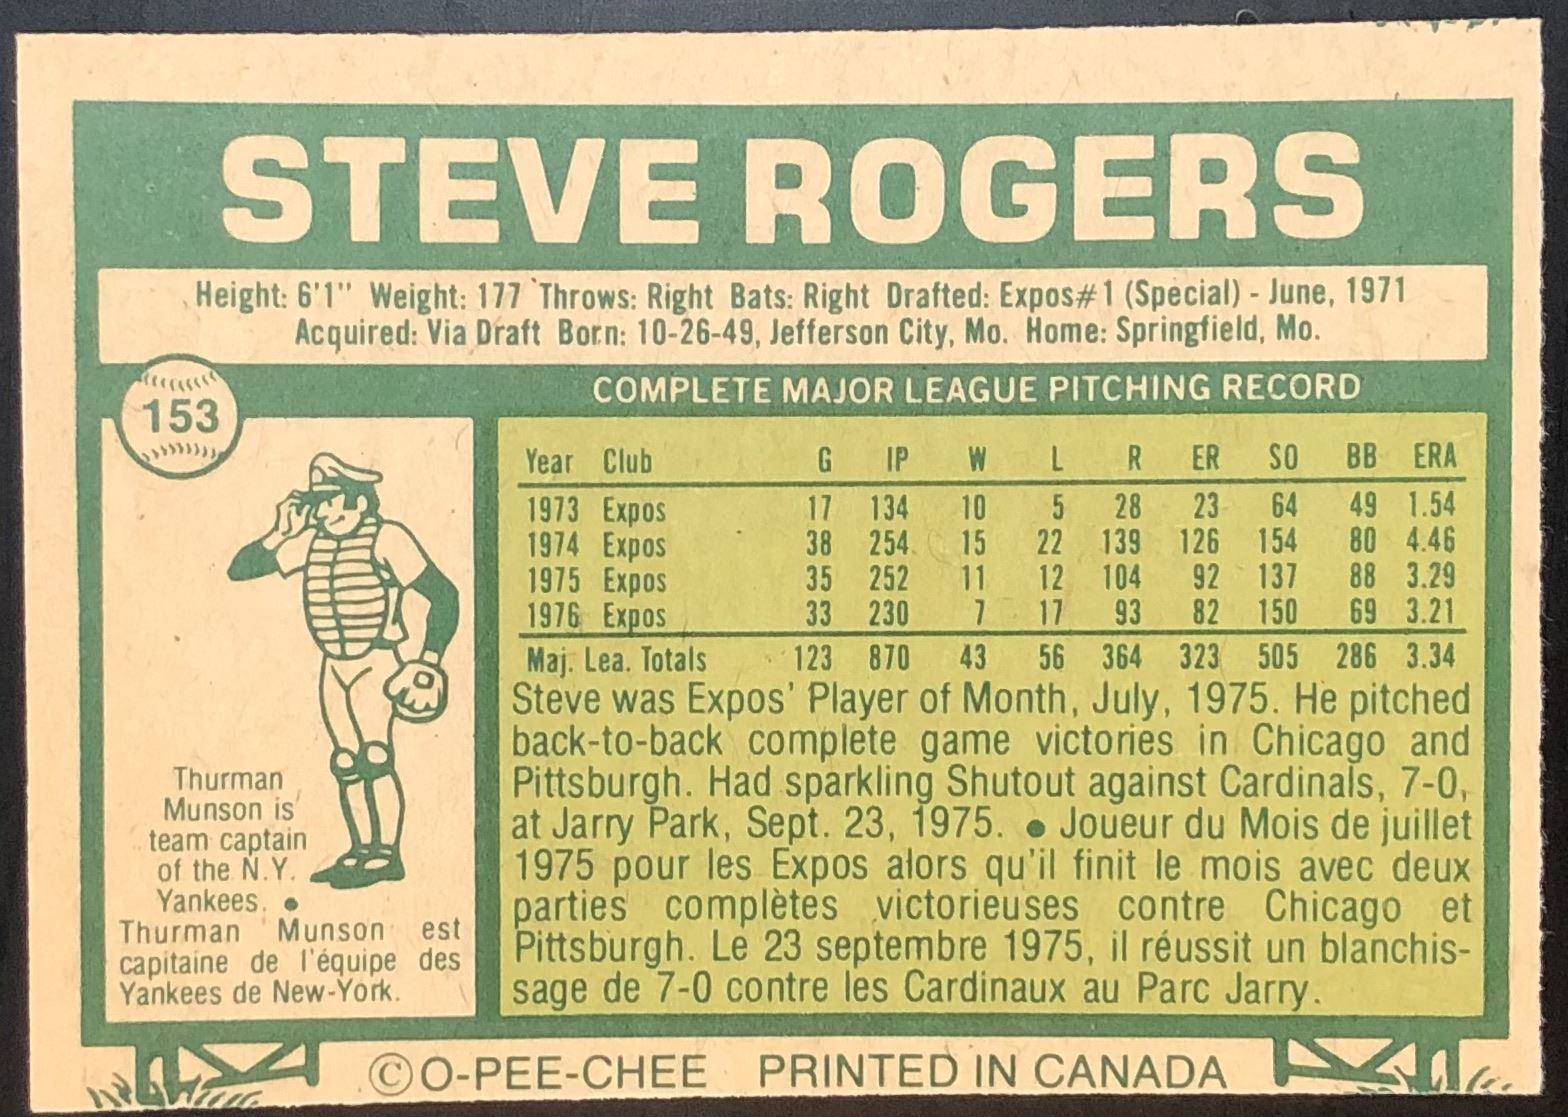 STEVE ROGERS
Height: 6'1" Weight: 177 Throws: Right Bats: Right Drafted: Expos#1 (Special) - June, 1971
Acquired: Via Draft Born: 10-26-49, Jefferson City, Mo. Home: Springfield, Mo.
153
COMPLETE MAJOR LEAGUE PITCHING RECORD
Year Club G IP W L R ER SO BB ERA
1973 Expos 17 134 10 5 28 23 64 49 1.54
1974 Expos 38 254 15 22 139 126 154 80 4.46
1975 Expos 35 252 11 12 104 92 137 88 3.29
1976 Expos 33 230 7 17 93 82 150 69 3.21
Maj. Lea. Totals 123 870 43 56 364 323 505 286 3.34
Steve was Expos' Player of Month, July, 1975. He pitched
back-to-back complete game victories in Chicago and
Pittsburgh. Had sparkling Shutout against Cardinals, 7-0,
at Jarry Park, Sept. 23, 1975. ● Joueur du Mois de juillet
1975 pour les Expos alors qu'il finit le mois avec deux
parties complètes victorieuses contre Chicago et
Pittsburgh. Le 23 septembre 1975, il réussit un blanchis-
sage de 7-0 contre les Cardinaux au Parc Jarry.
Thurman
Munson is
team captain
of the N.Y.
Yankees. ●
Thurman Munson est
capitaine de l'équipe des
Yankees de New-York.
©O-PEE-CHEE PRINTED IN CANADA